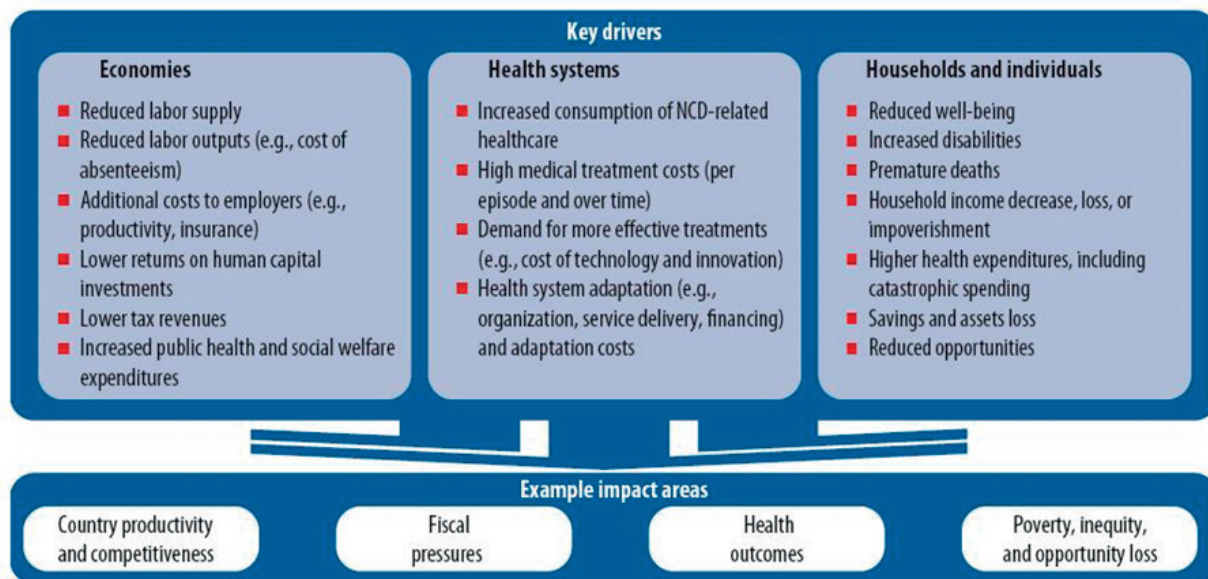 Key drivers
Economies
Reduced labor supply
Reduced labor outputs (e.g., cost of
absenteeism)
Additional costs to employers (e.g.,
productivity, insurance)
Lower returns on human capital
investments
Lower tax revenues
Increased public health and social welfare
expenditures
Health systems
Increased consumption of NCD-related
healthcare
High medical treatment costs (per
episode and over time)
Demand for more effective treatments
(e.g., cost of technology and innovation)
Health system adaptation (e.g.,
organization, service delivery, financing)
and adaptation costs
Households and individuals
Reduced well-being
Increased disabilities
Premature deaths
Household income decrease, loss, or
impoverishment
Higher health expenditures, including
catastrophic spending
Savings and assets loss
Reduced opportunities
Example impact areas
Country productivity
and competitiveness
Fiscal
pressures
Health
outcomes
Poverty, inequity,
and opportunity loss